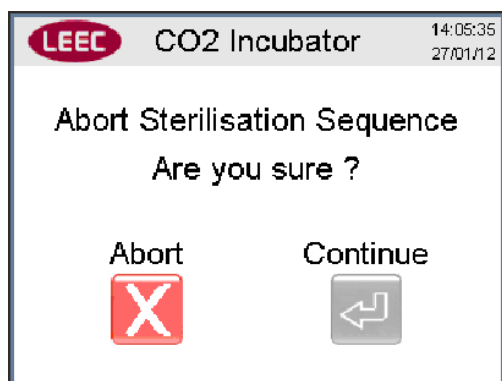 LEEC CO2 Incubator 14:05:35
27/01/12
Abort Sterilisation Sequence
Are you sure ?
Abort Continue
X